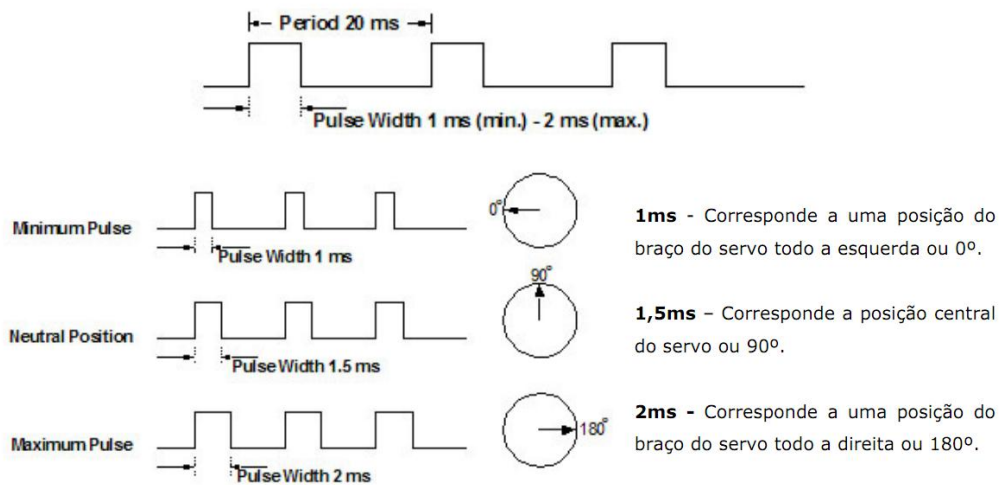 Period 20 ms
Pulse Width 1 ms (min.) - 2 ms (max.)
Minimum Pulse
Pulse Width 1 ms
0°
1ms - Corresponde a uma posição do
braço do servo todo a esquerda ou 0º.
Neutral Position
Pulse Width 1.5 ms
90°
1,5ms – Corresponde a posição central
do servo ou 90º.
Maximum Pulse
Pulse Width 2 ms
180°
2ms - Corresponde a uma posição do
braço do servo todo a direita ou 180º.